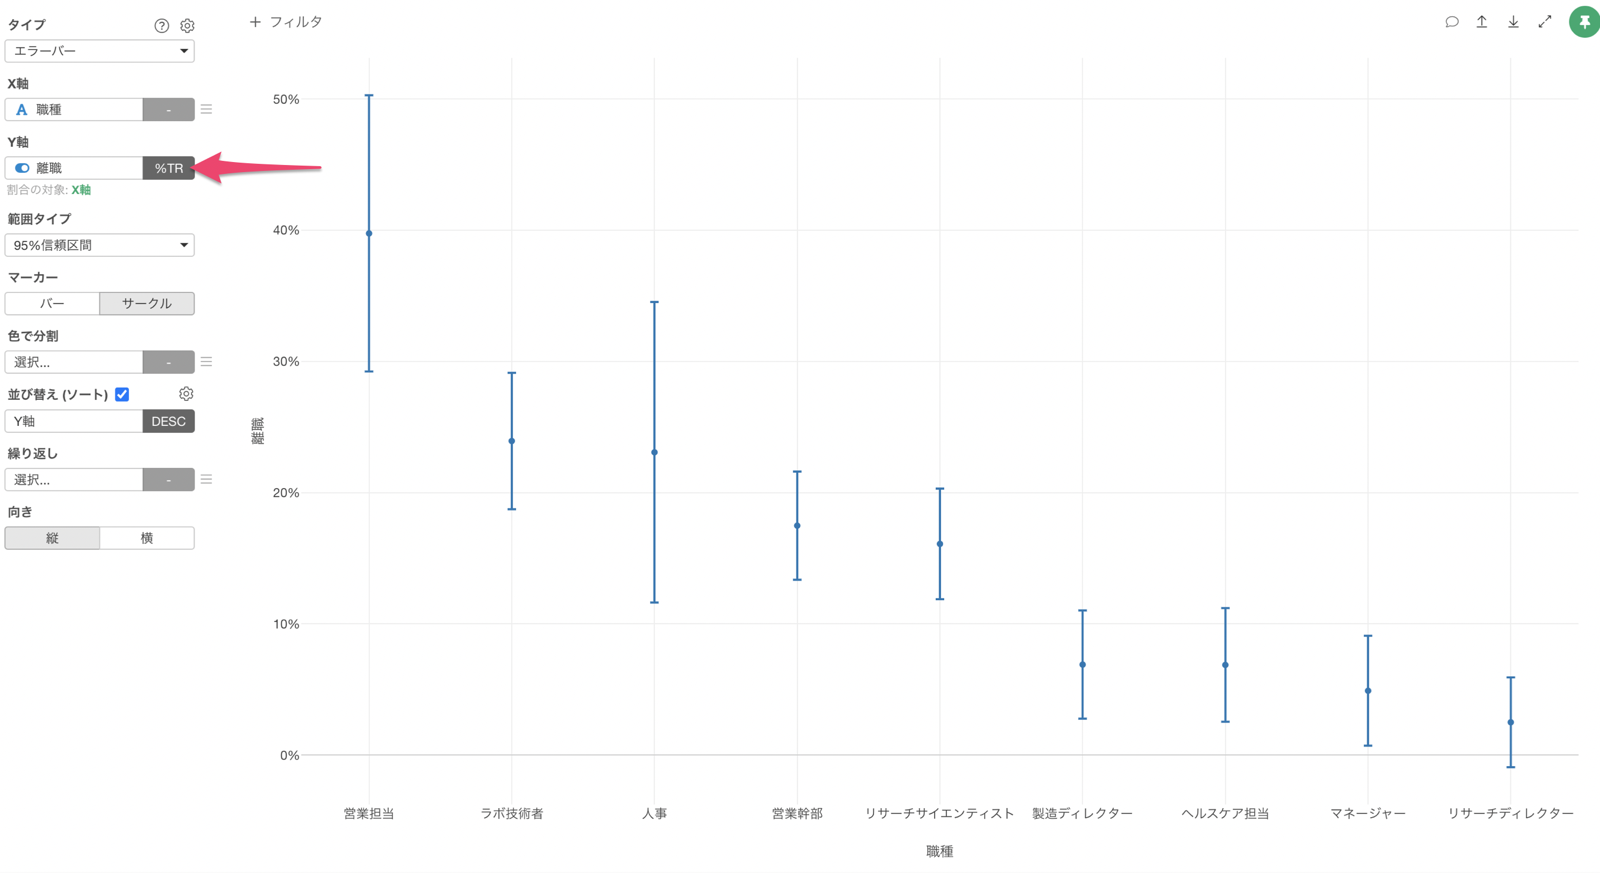 タイプ
エラーバー
X軸
A 職種 -
Y軸
離職 %TR
割合の対象: X軸
範囲タイプ
95%信頼区間
マーカー
バー サークル
色で分割
選択... -
並び替え (ソート)
Y軸 DESC
繰り返し
選択... -
向き
縦 横
+ フィルタ
50%
40%
30%
20%
10%
0%
離職
営業担当 ラボ技術者 人事 営業幹部 リサーチサイエンティスト 製造ディレクター ヘルスケア担当 マネージャー リサーチディレクター
職種